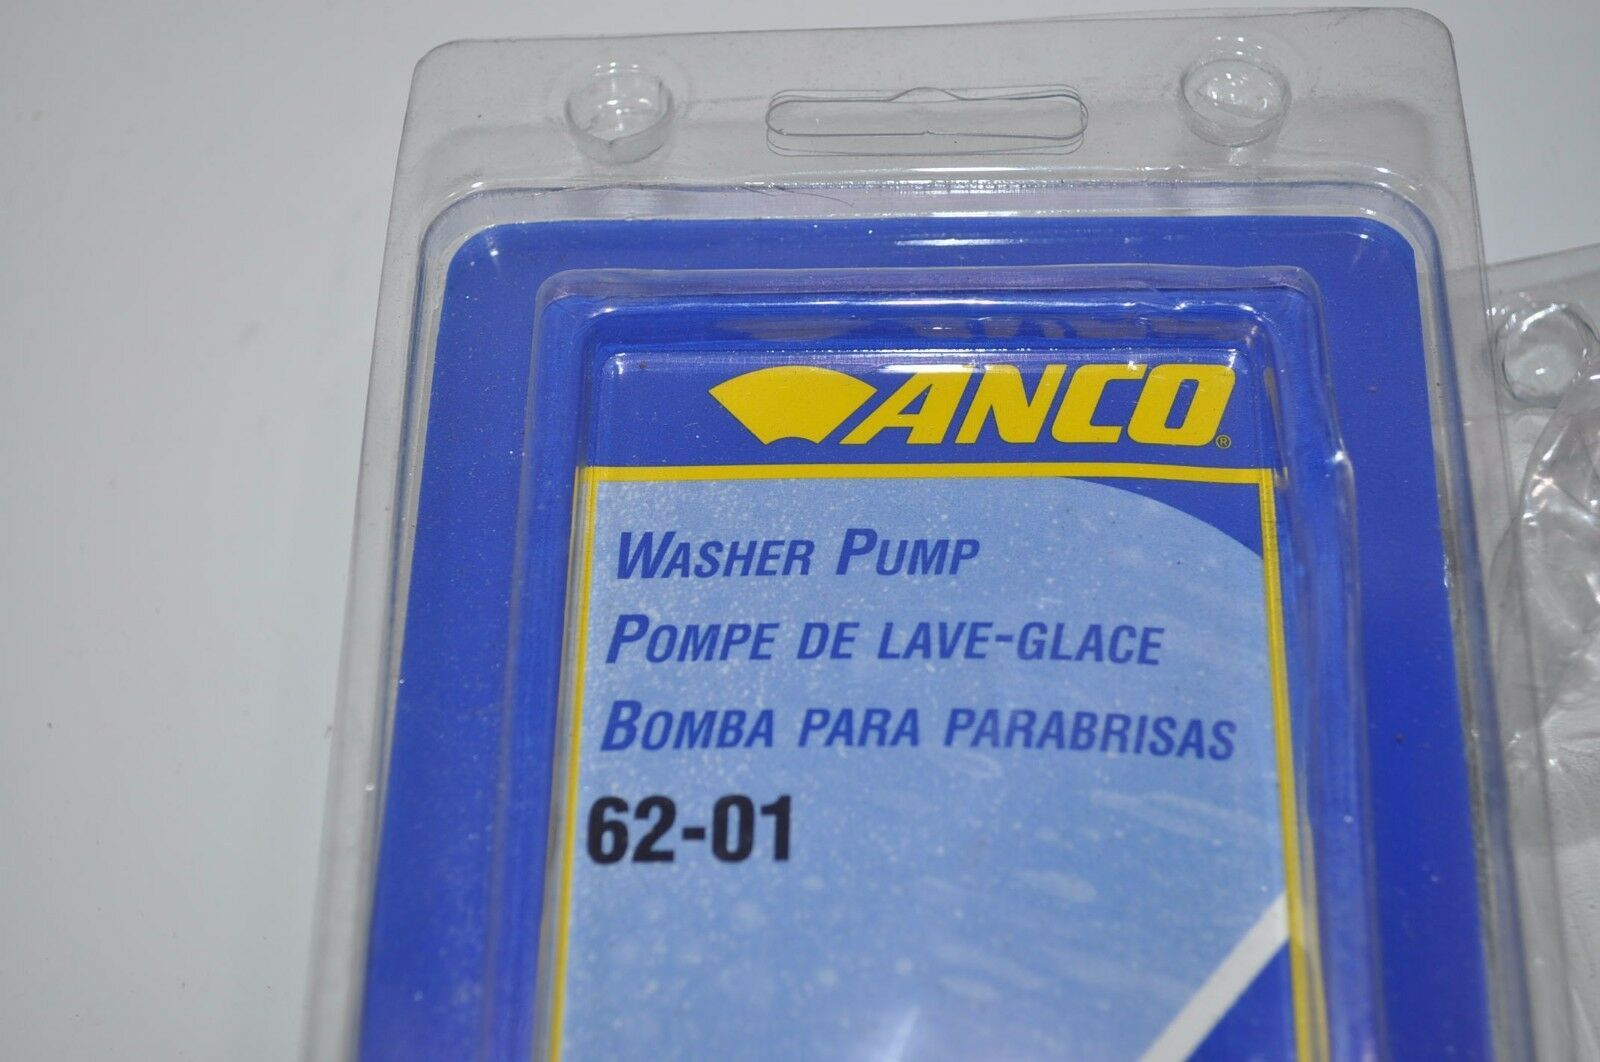 ANCO®
WASHER PUMP
POMPE DE LAVE-GLACE
BOMBA PARA PARABRISAS
62-01